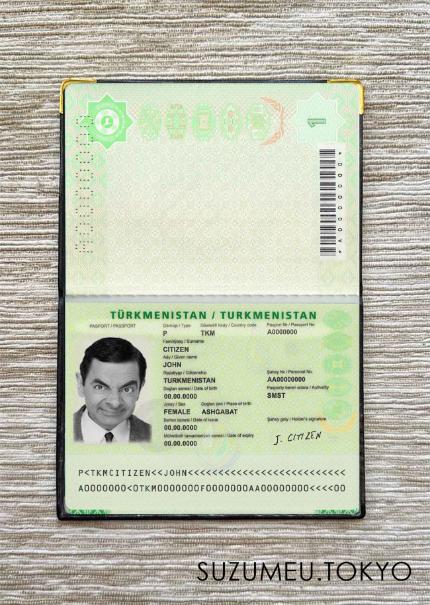 1
*A0000000*
TÜRKMENISTAN / TURKMENISTAN
PASPORT / PASSPORT
Görnüşi / Type
Döwletiň kody / Country code
Pasport № / Passport No
P
TKM
A0000000
Familiýasy / Surname
CITIZEN
Ady / Given name
JOHN
Raýatlygy / Citizenship
Şahsy № / Personal No.
TURKMENISTAN
AA00000000
Doglan senesi / Date of birth
Pasporty beren edara / Authority
00.00.0000
SMST
Jynsy / Sex
Doglan ýeri / Place of birth
FEMALE
ASHGABAT
Berlen senesi / Date of issue
Şahsy goly / Holder's signature
00.00.0000
Date of expiry
00.00.0000
J. CITIZEN
P<TKMCITIZEN<<JOHN<<<<<<<<<<<<<<<<<<<<<<<<<<
A0000000<0TKM0000000F0000000AA00000000<<<<00
SUZUMEU.TOKYO